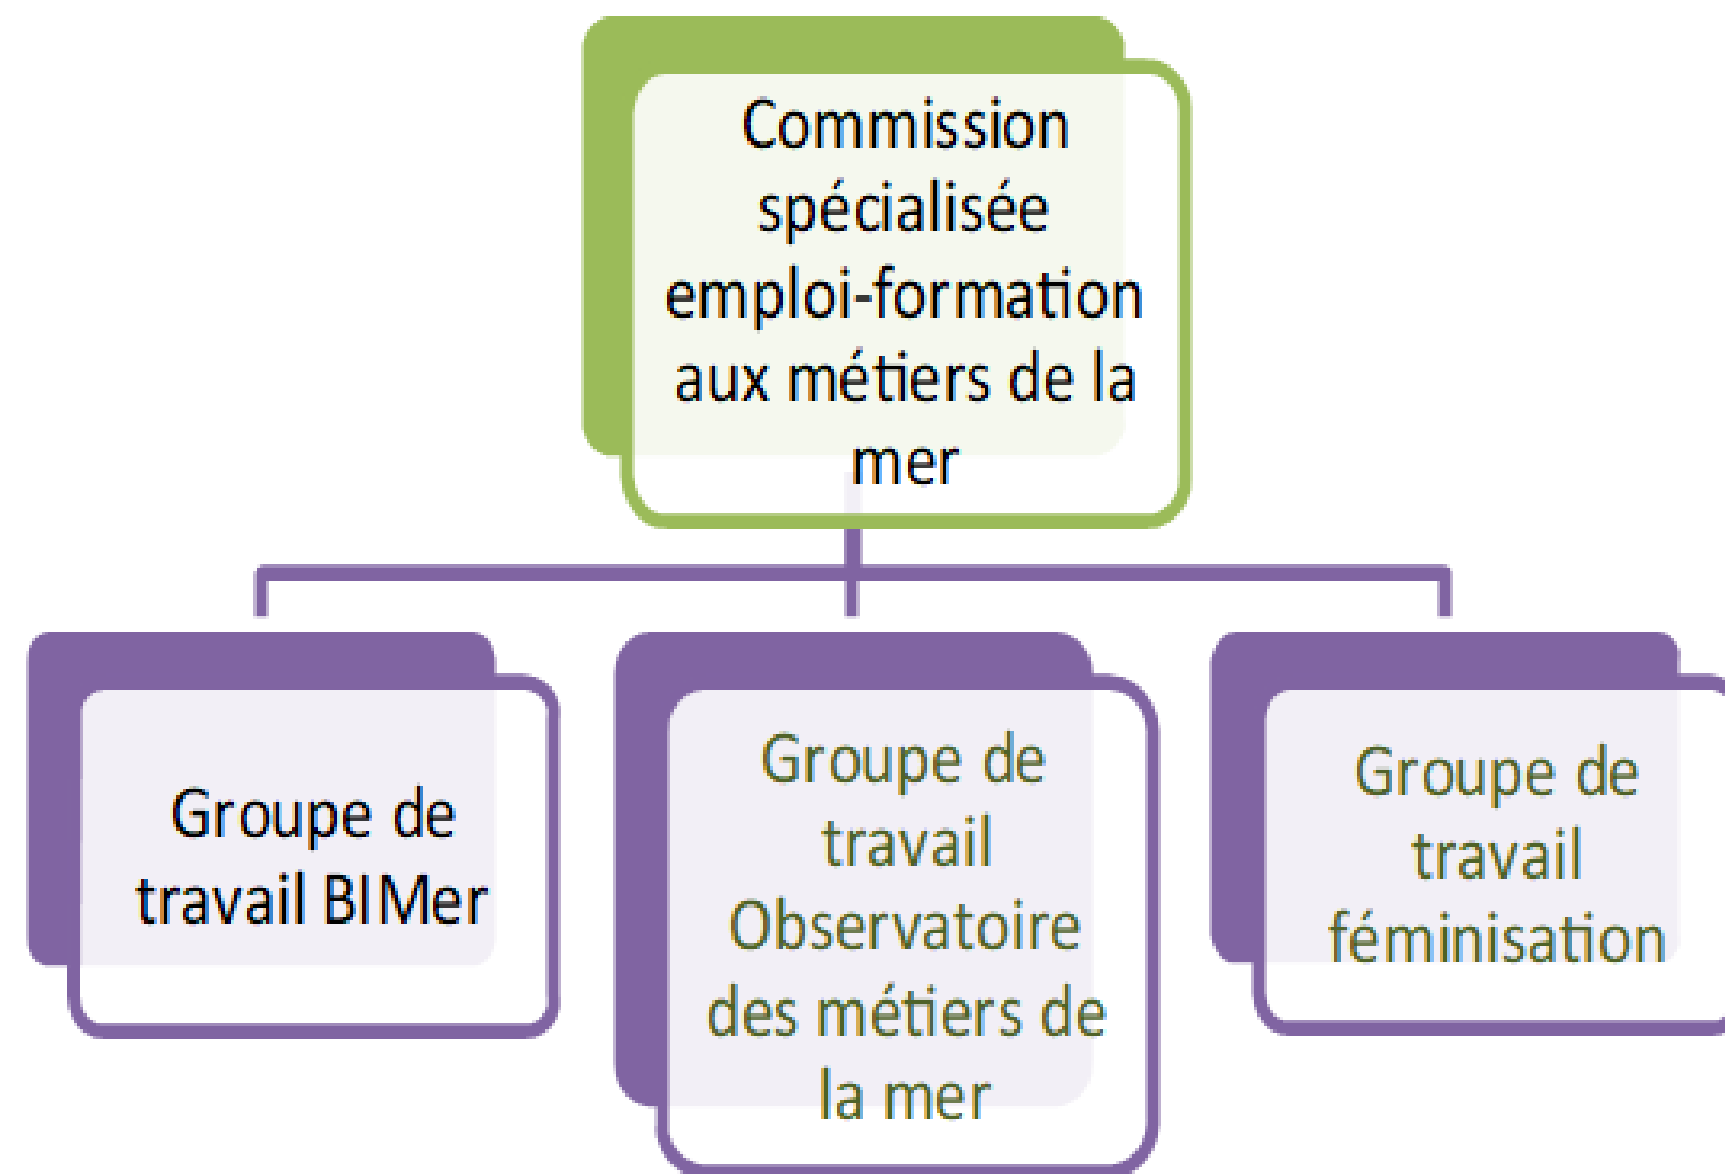 Commission
spécialisée
emploi-formation
aux métiers de la
mer
Groupe de
travail BIMer
Groupe de
travail
Observatoire
des métiers de
la mer
Groupe de
travail
féminisation